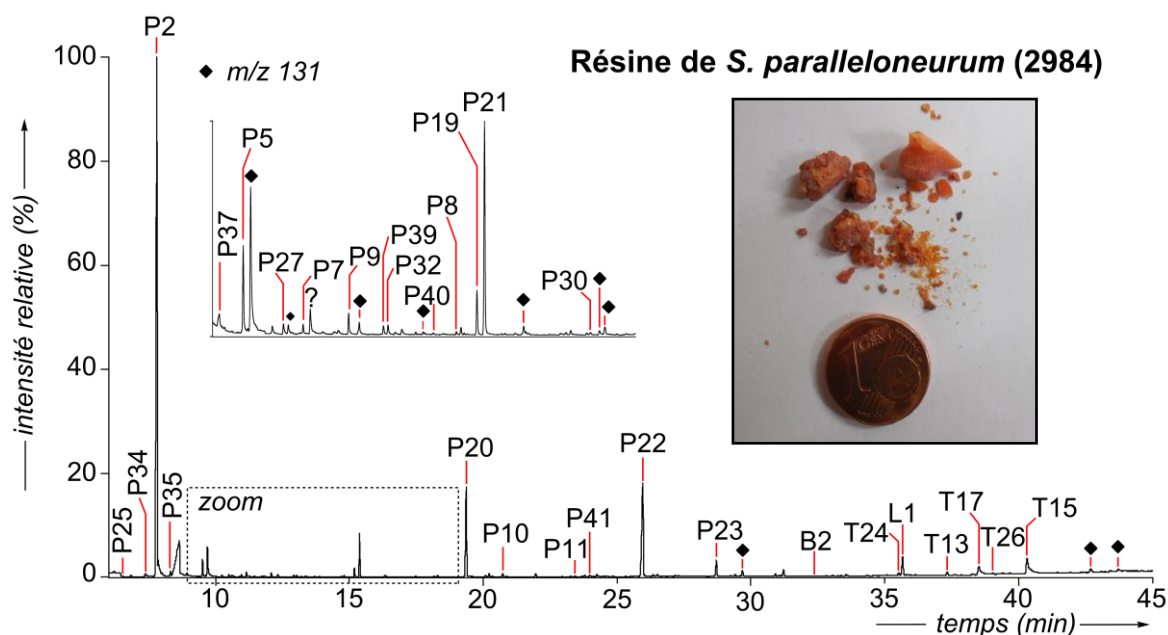 P2
100
◆ m/z 131
Résine de S. paralleloneurum (2984)
P21
P19
P5
◆
80
P8
P37
P39
P27
P7
P9
P32
?
◆
◆
P40
◆
◆
P30
◆
◆
60
intensité relative (%)
40
P20
P22
20
P25
P34
P35
zoom
P10
P11
P41
P23
◆
B2
T24
L1
T13
T17
T26
T15
◆
◆
0
10
15
20
25
30
35
40
45
temps (min)
1